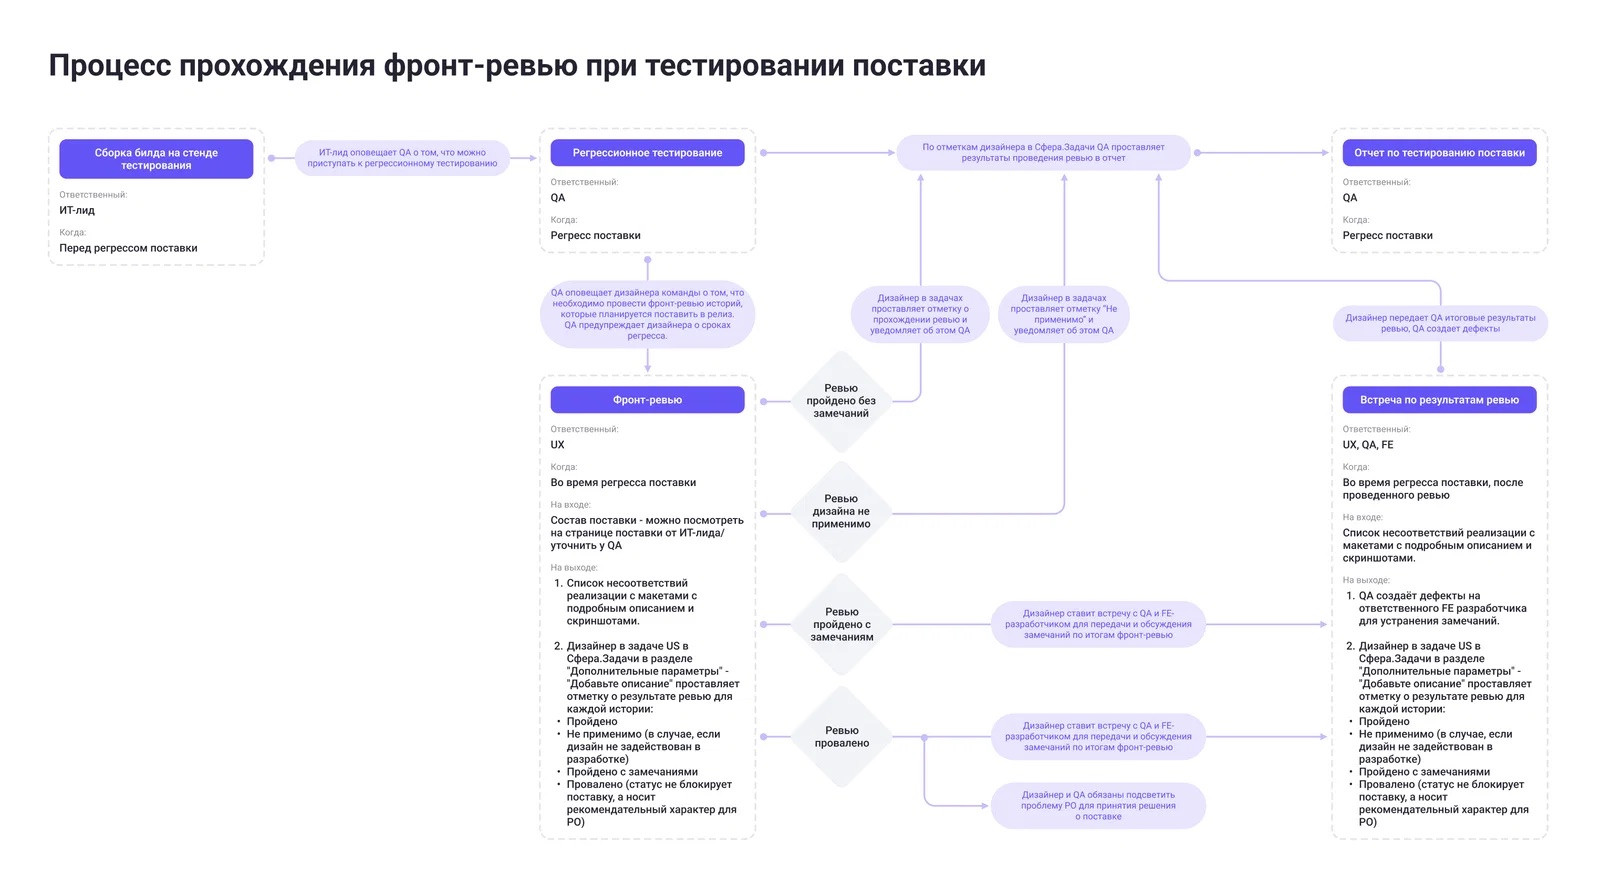 Процесс прохождения фронт-ревью при тестировании поставки
Сборка билда на стенде
тестирования
Ответственный:
ИТ-лид
Когда:
Перед регрессом поставки
ИТ-лид оповещает QA о том, что можно
приступать к регрессионному тестированию
Регрессионное тестирование
Ответственный:
QA
Когда:
Регресс поставки
По отметкам дизайнера в Сфера.Задачи QA проставляет
результаты проведения ревью в отчет
Отчет по тестированию поставки
Ответственный:
QA
Когда:
Регресс поставки
QA оповещает дизайнера команды о том, что
необходимо провести фронт-ревью историй,
которые планируется поставить в релиз.
QA предупреждает дизайнера о сроках
регресса.
Дизайнер в задачах
проставляет отметку о
прохождении ревью и
уведомляет об этом QA
Дизайнер в задачах
проставляет отметку "Не
применимо" и
уведомляет об этом QA
Дизайнер передает QA итоговые результаты
ревью, QA создает дефекты
Фронт-ревью
Ответственный:
UX
Когда:
Во время регресса поставки
На входе:
Состав поставки - можно посмотреть
на странице поставки от ИТ-лида/
уточнить у QA
На выходе:
1. Список несоответствий
реализации с макетами с
подробным описанием и
скриншотами.
2. Дизайнер в задаче US в
Сфера.Задачи в разделе
"Дополнительные параметры" -
"Добавьте описание" проставляет
отметку о результате ревью для
каждой истории:
• Пройдено
• Не применимо (в случае, если
дизайн не задействован в
разработке)
• Пройдено с замечаниями
• Провалено (статус не блокирует
поставку, а носит
рекомендательный характер для
PO)
Ревью
пройдено без
замечаний
Ревью
дизайна не
применимо
Ревью
пройдено с
замечаниям
Ревью
провалено
Дизайнер ставит встречу с QA и FE-
разработчиком для передачи и обсуждения
замечаний по итогам фронт-ревью
Дизайнер ставит встречу с QA и FE-
разработчиком для передачи и обсуждения
замечаний по итогам фронт-ревью
Дизайнер и QA обязаны подсветить
проблему PO для принятия решения
о поставке
Встреча по результатам ревью
Ответственный:
UX, QA, FE
Когда:
Во время регресса поставки, после
проведенного ревью
На входе:
Список несоответствий реализации с
макетами с подробным описанием и
скриншотами.
На выходе:
1. QA создаёт дефекты на
ответственного FE разработчика
для устранения замечаний.
2. Дизайнер в задаче US в
Сфера.Задачи в разделе
"Дополнительные параметры" -
"Добавьте описание" проставляет
отметку о результате ревью для
каждой истории:
• Пройдено
• Не применимо (в случае, если
дизайн не задействован в
разработке)
• Пройдено с замечаниями
• Провалено (статус не блокирует
поставку, а носит
рекомендательный характер для
PO)